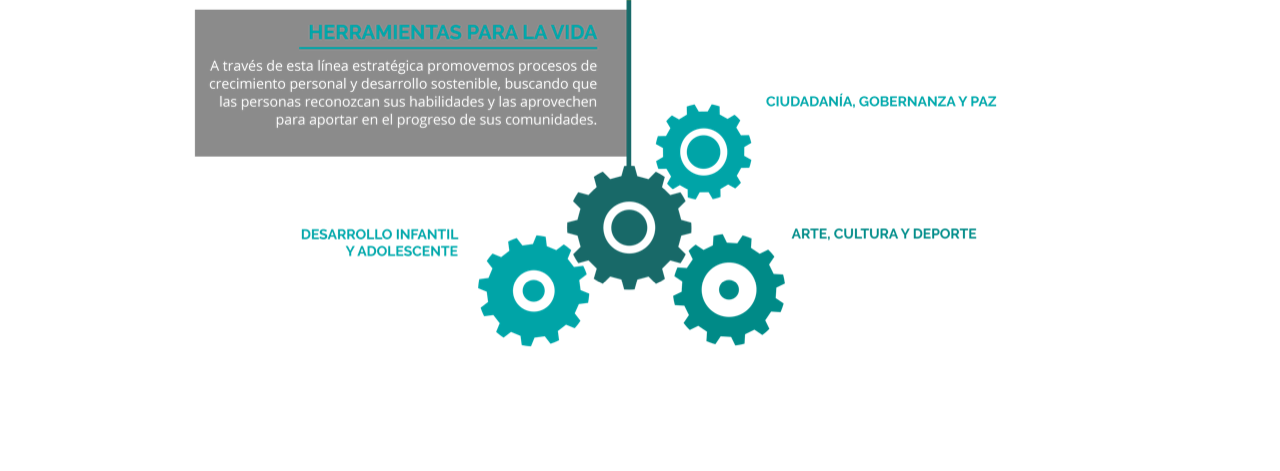 HERRAMIENTAS PARA LA VIDA
A través de esta línea estratégica promovemos procesos de
crecimiento personal y desarrollo sostenible, buscando que
las personas reconozcan sus habilidades y las aprovechen
para aportar en el progreso de sus comunidades.
CIUDADANÍA, GOBERNANZA Y PAZ
DESARROLLO INFANTIL
Y ADOLESCENTE
ARTE, CULTURA Y DEPORTE